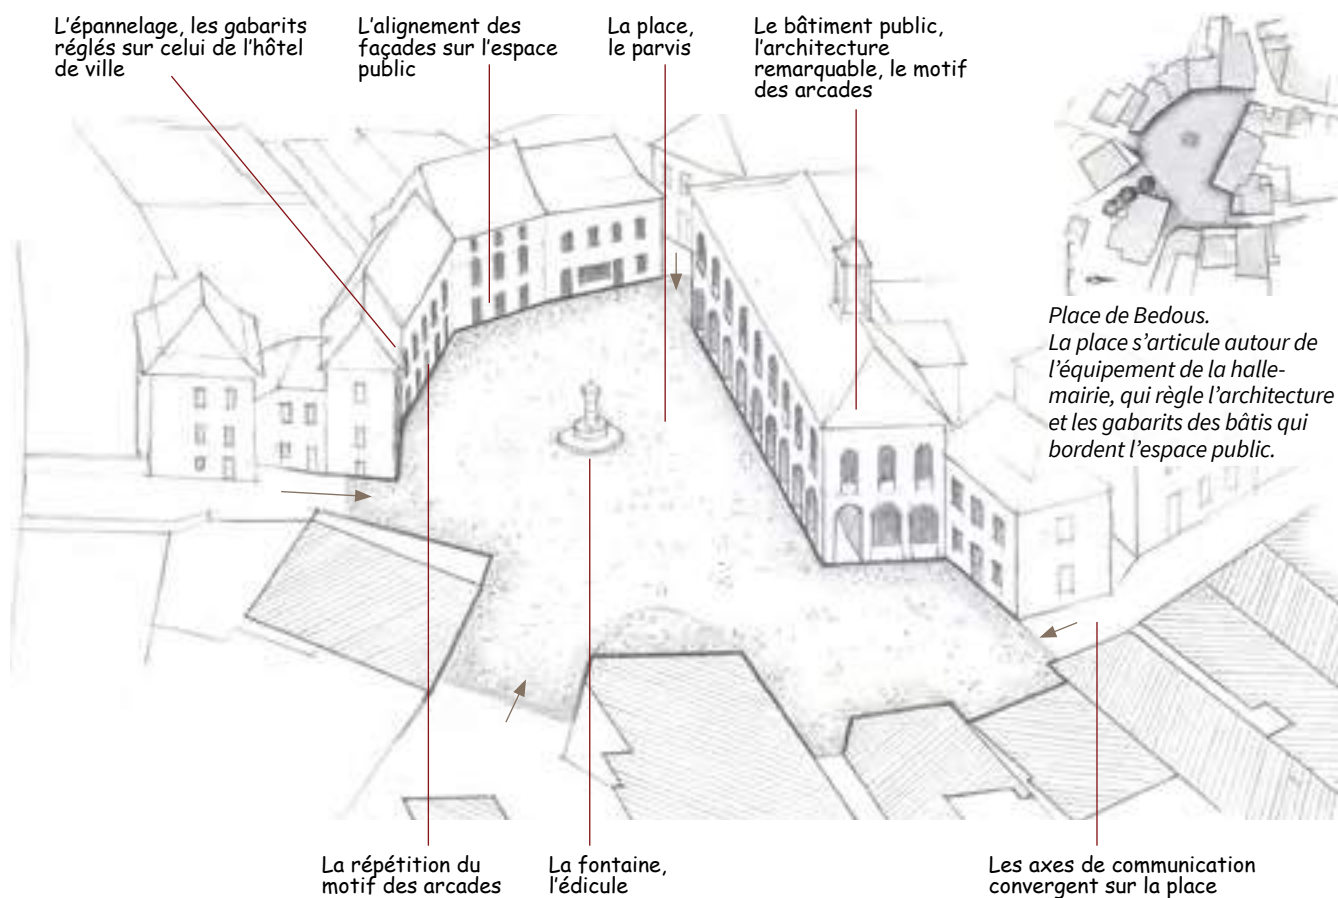 L'épannelage, les gabarits
réglés sur celui de l'hôtel
de ville
L'alignement des
façades sur l'espace
public
La place,
le parvis
Le bâtiment public,
l'architecture
remarquable, le motif
des arcades
Place de Bedous.
La place s'articule autour de
l'équipement de la halle-
mairie, qui règle l'architecture
et les gabarits des bâtis qui
bordent l'espace public.
La répétition du
motif des arcades
La fontaine,
l'édicule
Les axes de communication
convergent sur la place